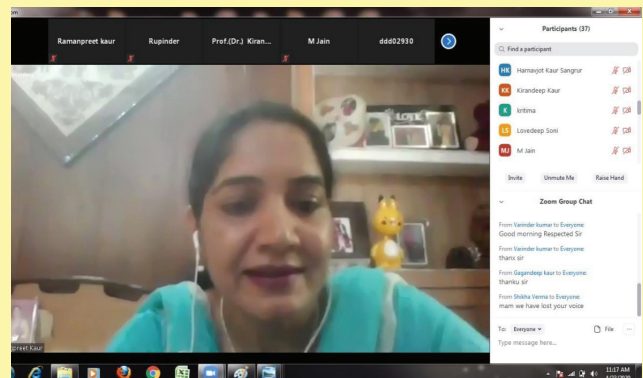 Participants (37)
Ramanpreet kaur
Rupinder
Prof.(Dr.) Kiran...
M Jain
ddd02930
Find a participant
HK Harnavjot Kaur Sangrur
KK Kirandeep Kaur
K kritima
LS Lovedeep Soni
MJ M Jain
Invite Unmute Me Raise Hand
Zoom Group Chat
From Varinder kumar to Everyone:
Good morning Respected Sir
From Varinder kumar to Everyone:
thans sir
From Gagandeep kaur to Everyone:
thanku sir
From Shikha Verma to Everyone:
mam we have lost your voice
To: Everyone File ...
Type message here...
LOVE
preet Kaur
11:17 AM